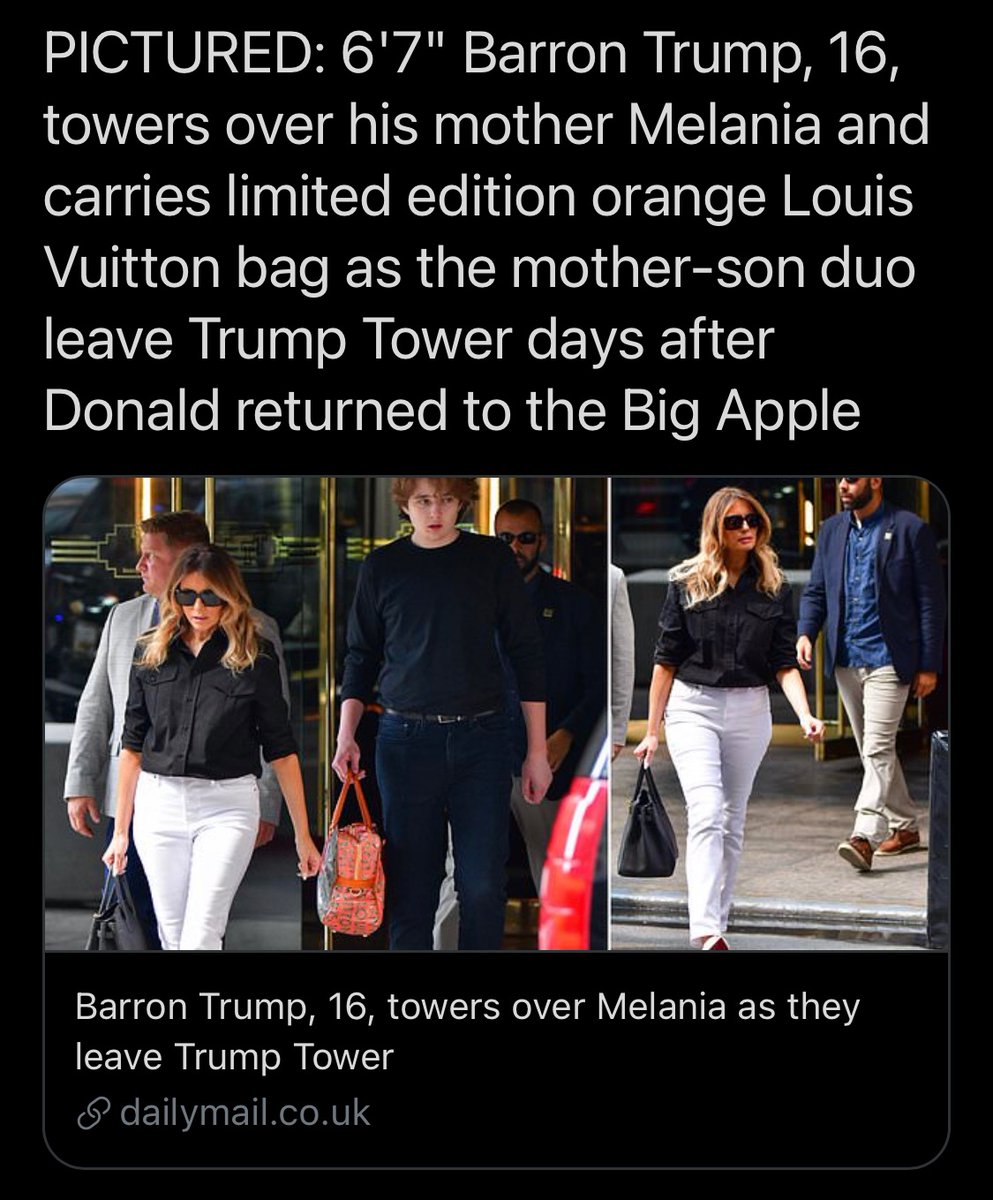 PICTURED: 6'7" Barron Trump, 16,
towers over his mother Melania and
carries limited edition orange Louis
Vuitton bag as the mother-son duo
leave Trump Tower days after
Donald returned to the Big Apple
Barron Trump, 16, towers over Melania as they
leave Trump Tower
dailymail.co.uk